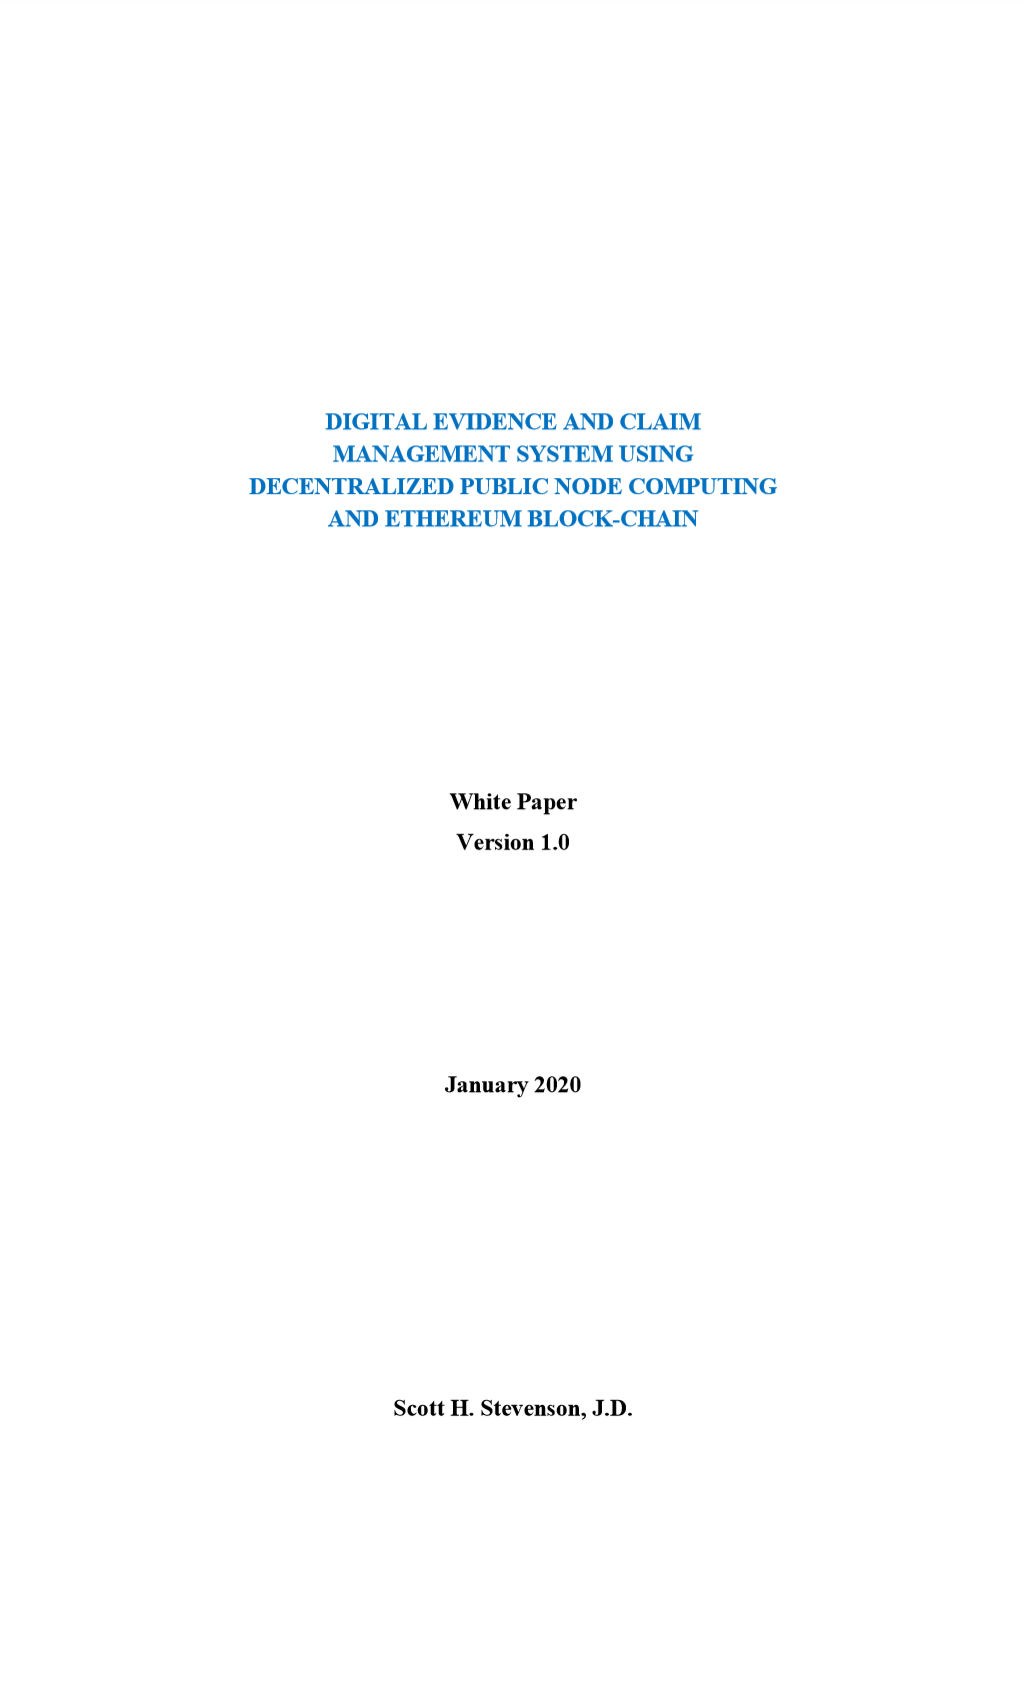 DIGITAL EVIDENCE AND CLAIM
MANAGEMENT SYSTEM USING
DECENTRALIZED PUBLIC NODE COMPUTING
AND ETHEREUM BLOCK-CHAIN
White Paper
Version 1.0
January 2020
Scott H. Stevenson, J.D.